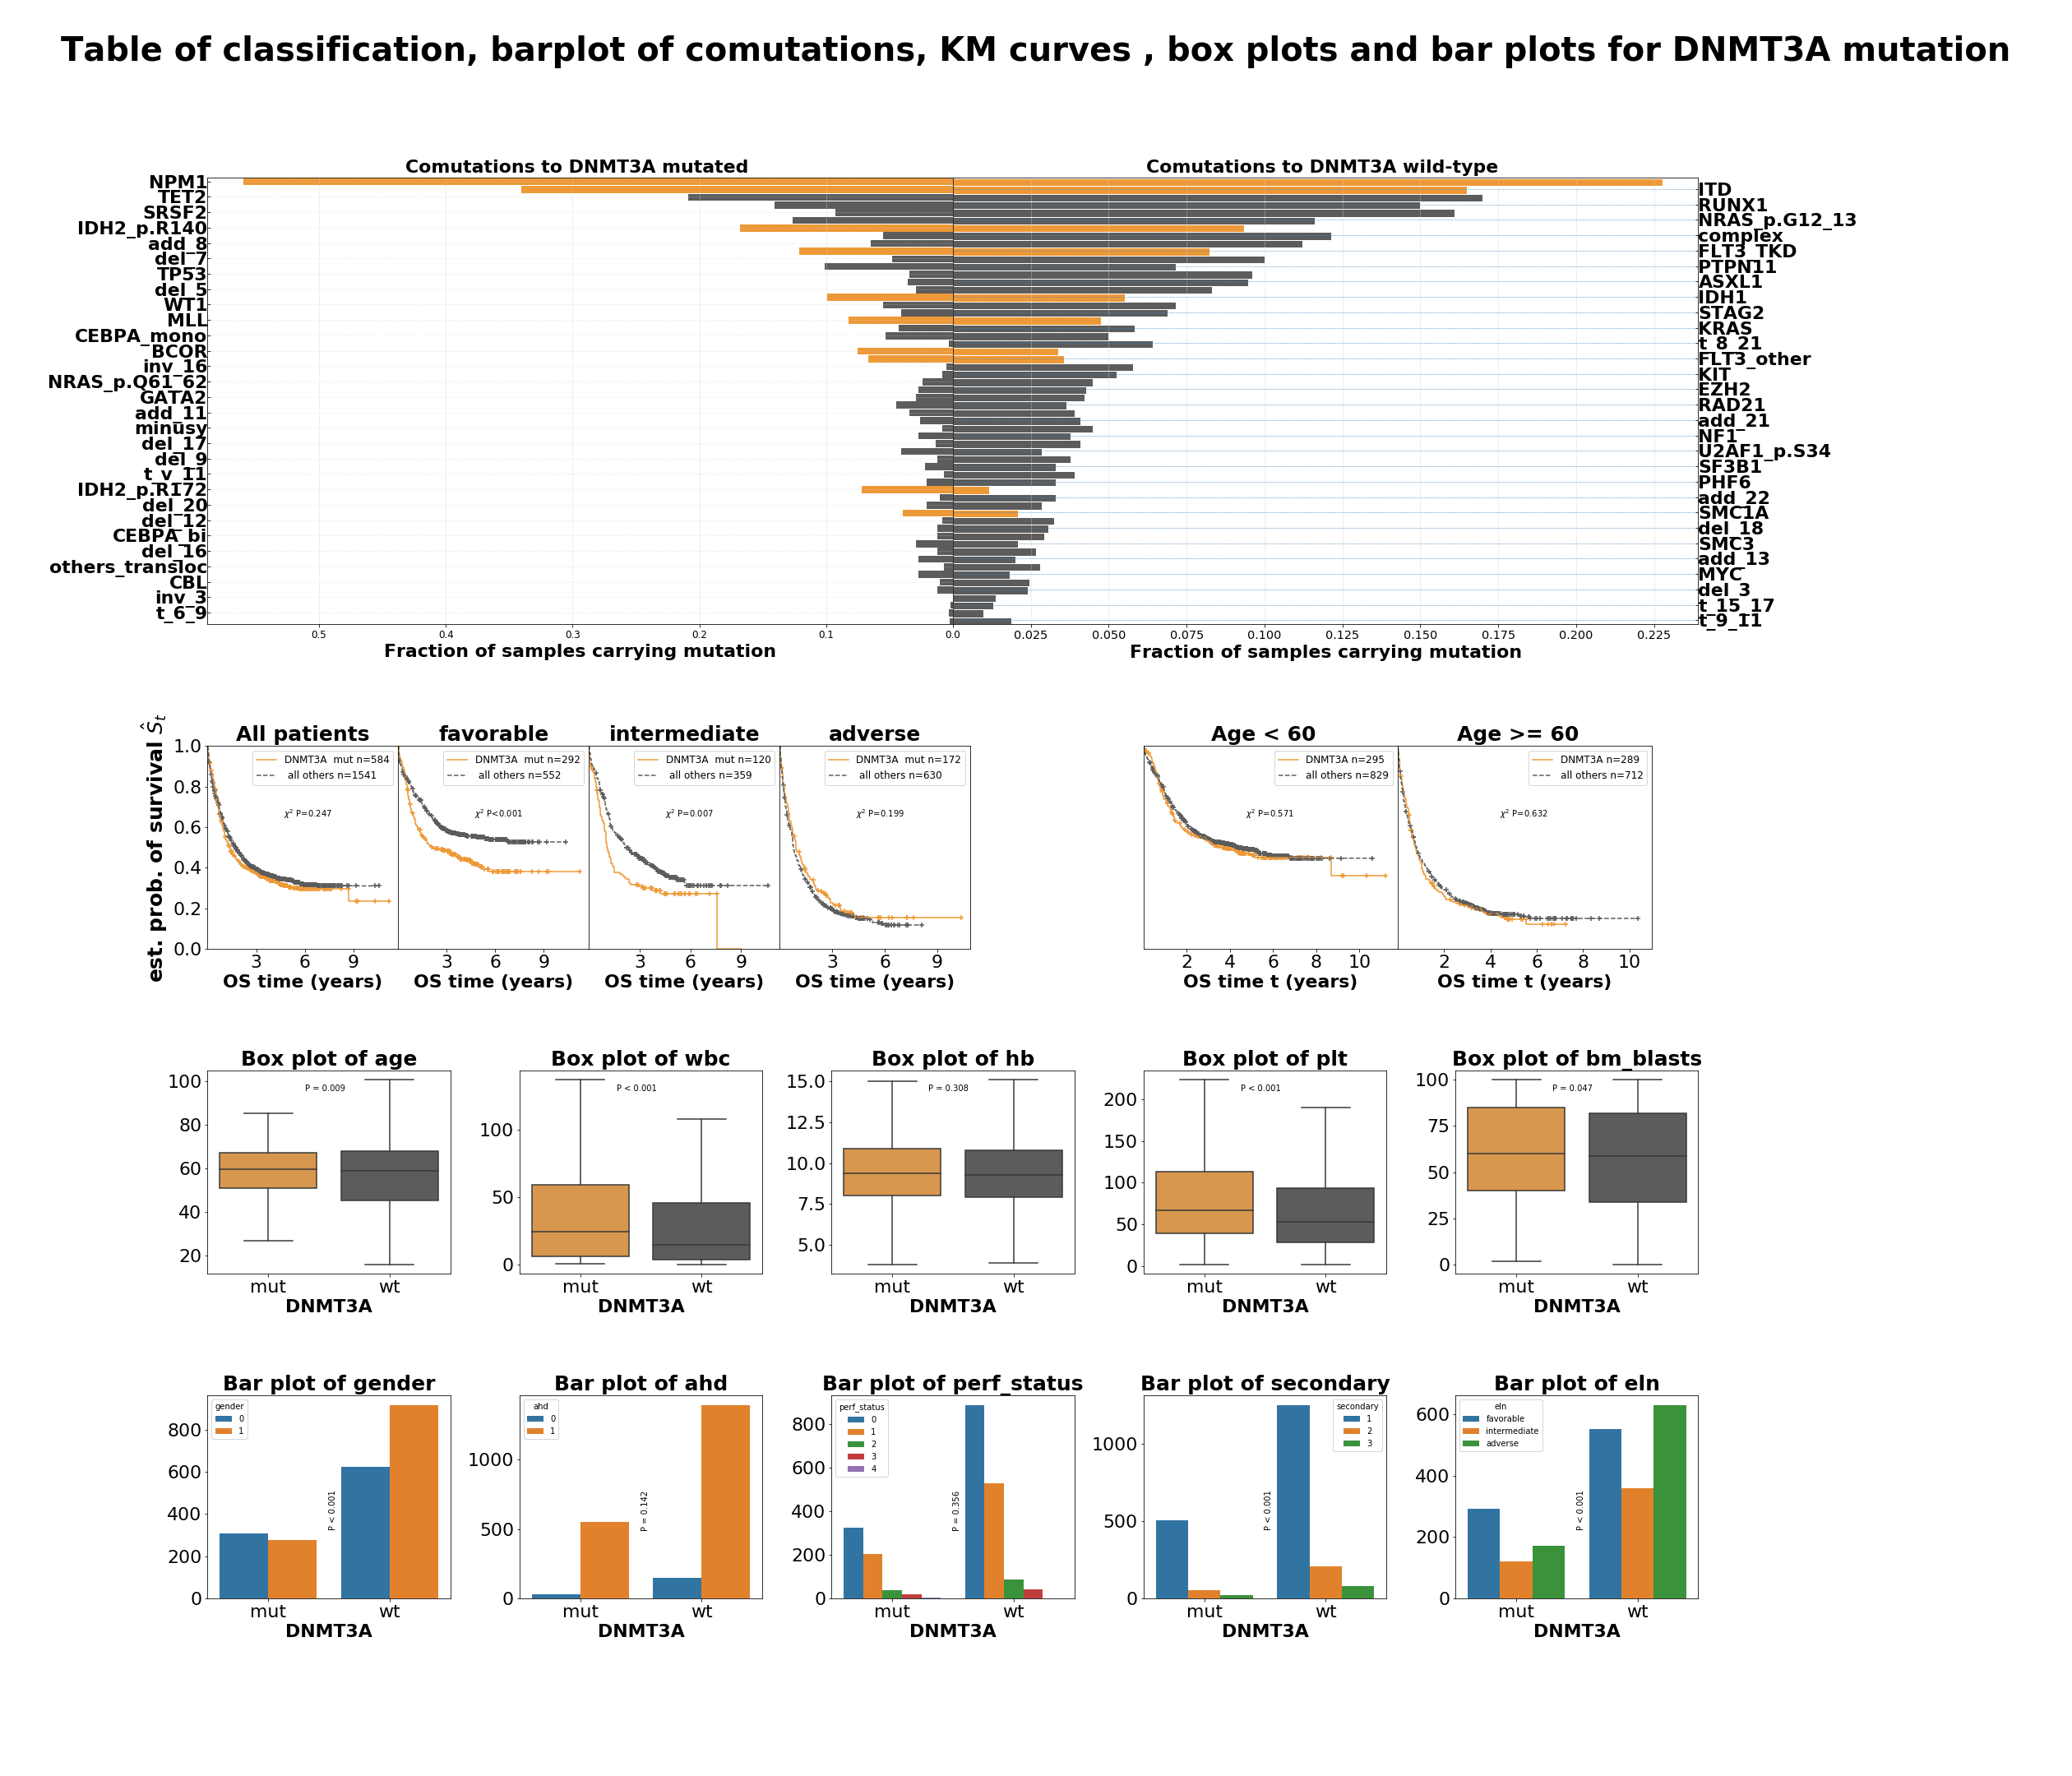 Table of classification, barplot of comutations, KM curves , box plots and bar plots for DNMT3A mutation
Comutations to DNMT3A mutated
Comutations to DNMT3A wild-type
NPM1
TET2
SRSF2
IDH2_p.R140
add_8
del_7
TP53
del_5
WT1
MLL
CEBPA_mono
BCOR
inv_16
NRAS_p.Q61_62
GATA2
add_11
minusy
del_17
del_9
t_v_11
IDH2_p.R172
del_20
del_12
CEBPA_bi
del_16
others_transloc
CBL
inv_3
t_6_9
ITD
RUNX1
NRAS_p.G12_13
complex
FLT3_TKD
PTPN11
ASXL1
IDH1
STAG2
KRAS
t_8_21
FLT3_other
KIT
EZH2
RAD21
add_21
NF1
U2AF1_p.S34
SF3B1
PHF6
add_22
SMC1A
del_18
SMC3
add_13
MYC
del_3
t_15_17
t_9_11
0.5 0.4 0.3 0.2 0.1 0.0 0.025 0.050 0.075 0.100 0.125 0.150 0.175 0.200 0.225
Fraction of samples carrying mutation
Fraction of samples carrying mutation
est. prob. of survival Ŝt
1.0
0.8
0.6
0.4
0.2
0.0
All patients
DNMT3A mut n=584
all others n=1541
χ² P=0.247
3 6 9
OS time (years)
favorable
DNMT3A mut n=292
all others n=552
χ² P<0.001
3 6 9
OS time (years)
intermediate
DNMT3A mut n=120
all others n=359
χ² P=0.007
3 6 9
OS time (years)
adverse
DNMT3A mut n=172
all others n=630
χ² P=0.199
3 6 9
OS time (years)
Age < 60
DNMT3A n=295
all others n=829
χ² P=0.571
2 4 6 8 10
OS time t (years)
Age >= 60
DNMT3A n=289
all others n=712
χ² P=0.632
2 4 6 8 10
OS time t (years)
Box plot of age
P = 0.009
100
80
60
40
20
mut wt
DNMT3A
Box plot of wbc
P < 0.001
100
50
0
mut wt
DNMT3A
Box plot of hb
P = 0.308
15.0
12.5
10.0
7.5
5.0
mut wt
DNMT3A
Box plot of plt
P < 0.001
200
150
100
50
0
mut wt
DNMT3A
Box plot of bm_blasts
P = 0.047
100
75
50
25
0
mut wt
DNMT3A
Bar plot of gender
gender
0
1
P < 0.001
800
600
400
200
0
mut wt
DNMT3A
Bar plot of ahd
ahd
0
1
P = 0.142
1000
500
0
mut wt
DNMT3A
Bar plot of perf_status
perf_status
0
1
2
3
4
P = 0.356
800
600
400
200
0
mut wt
DNMT3A
Bar plot of secondary
secondary
1
2
3
P < 0.001
1000
500
0
mut wt
DNMT3A
Bar plot of eln
eln
favorable
intermediate
adverse
P < 0.001
600
400
200
0
mut wt
DNMT3A